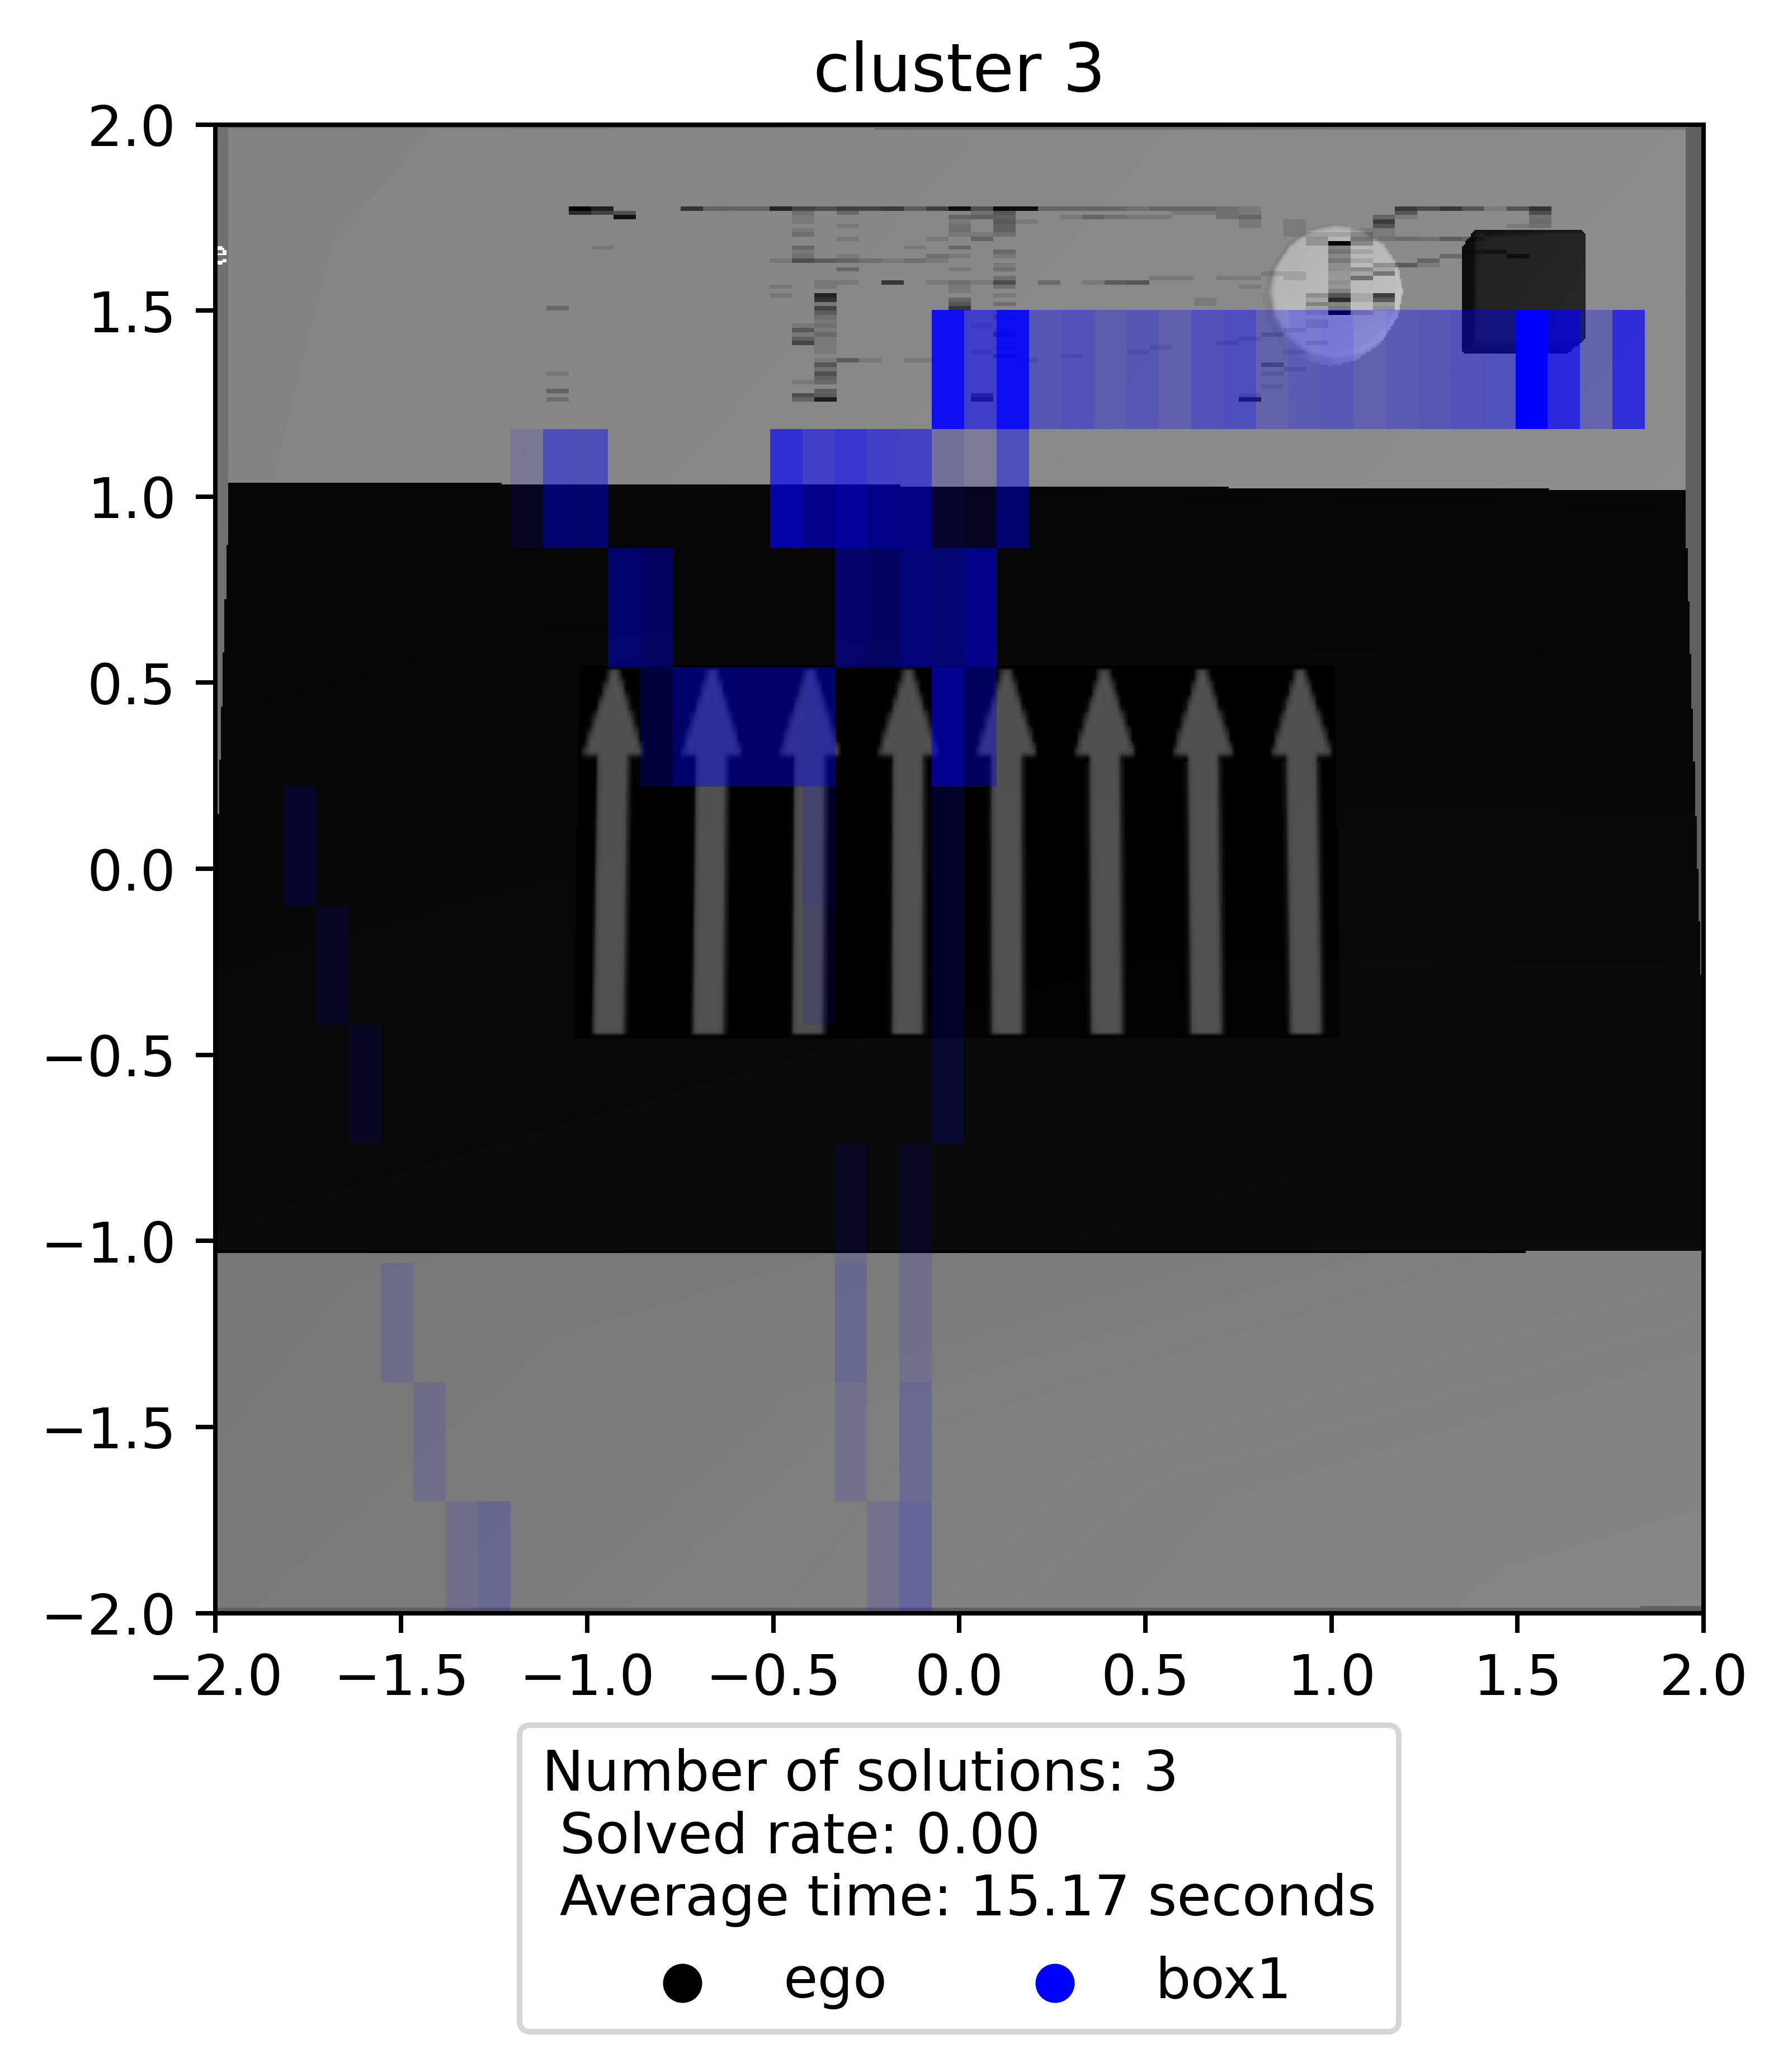 cluster 3
2.0
1.5
1.0
0.5
0.0
−0.5
−1.0
−1.5
−2.0
−2.0 −1.5 −1.0 −0.5 0.0 0.5 1.0 1.5 2.0
Number of solutions: 3
Solved rate: 0.00
Average time: 15.17 seconds
ego box1